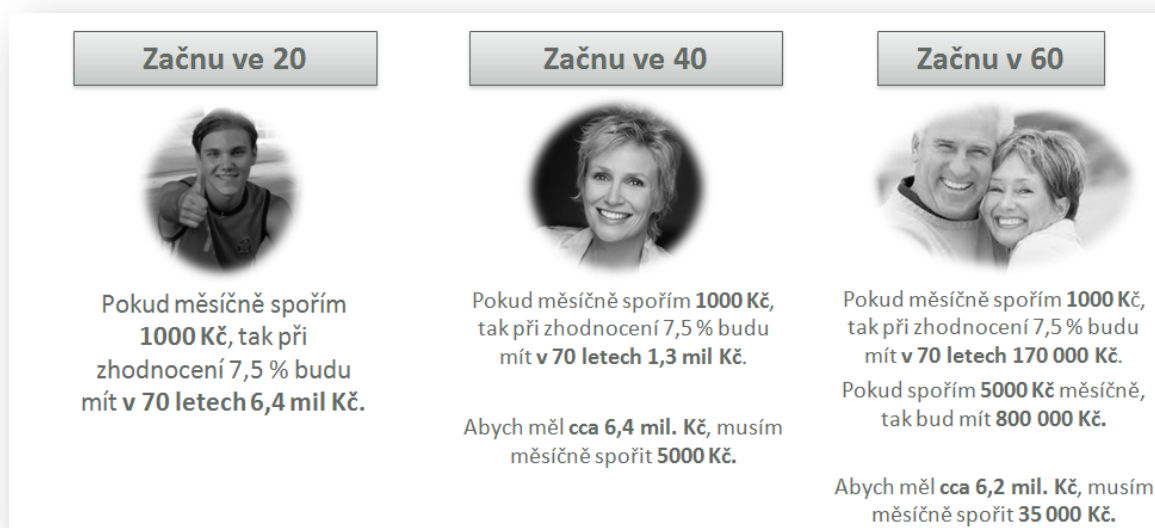 Začnu ve 20
Pokud měsíčně spořím
1000 Kč, tak při
zhodnocení 7,5 % budu
mít v 70 letech 6,4 mil Kč.
Začnu ve 40
Pokud měsíčně spořím 1000 Kč,
tak při zhodnocení 7,5 % budu
mít v 70 letech 1,3 mil Kč.
Abych měl cca 6,4 mil. Kč, musím
měsíčně spořit 5000 Kč.
Začnu v 60
Pokud měsíčně spořím 1000 Kč,
tak při zhodnocení 7,5 % budu
mít v 70 letech 170 000 Kč.
Pokud spořím 5000 Kč měsíčně,
tak bud mít 800 000 Kč.
Abych měl cca 6,2 mil. Kč, musím
měsíčně spořit 35 000 Kč.